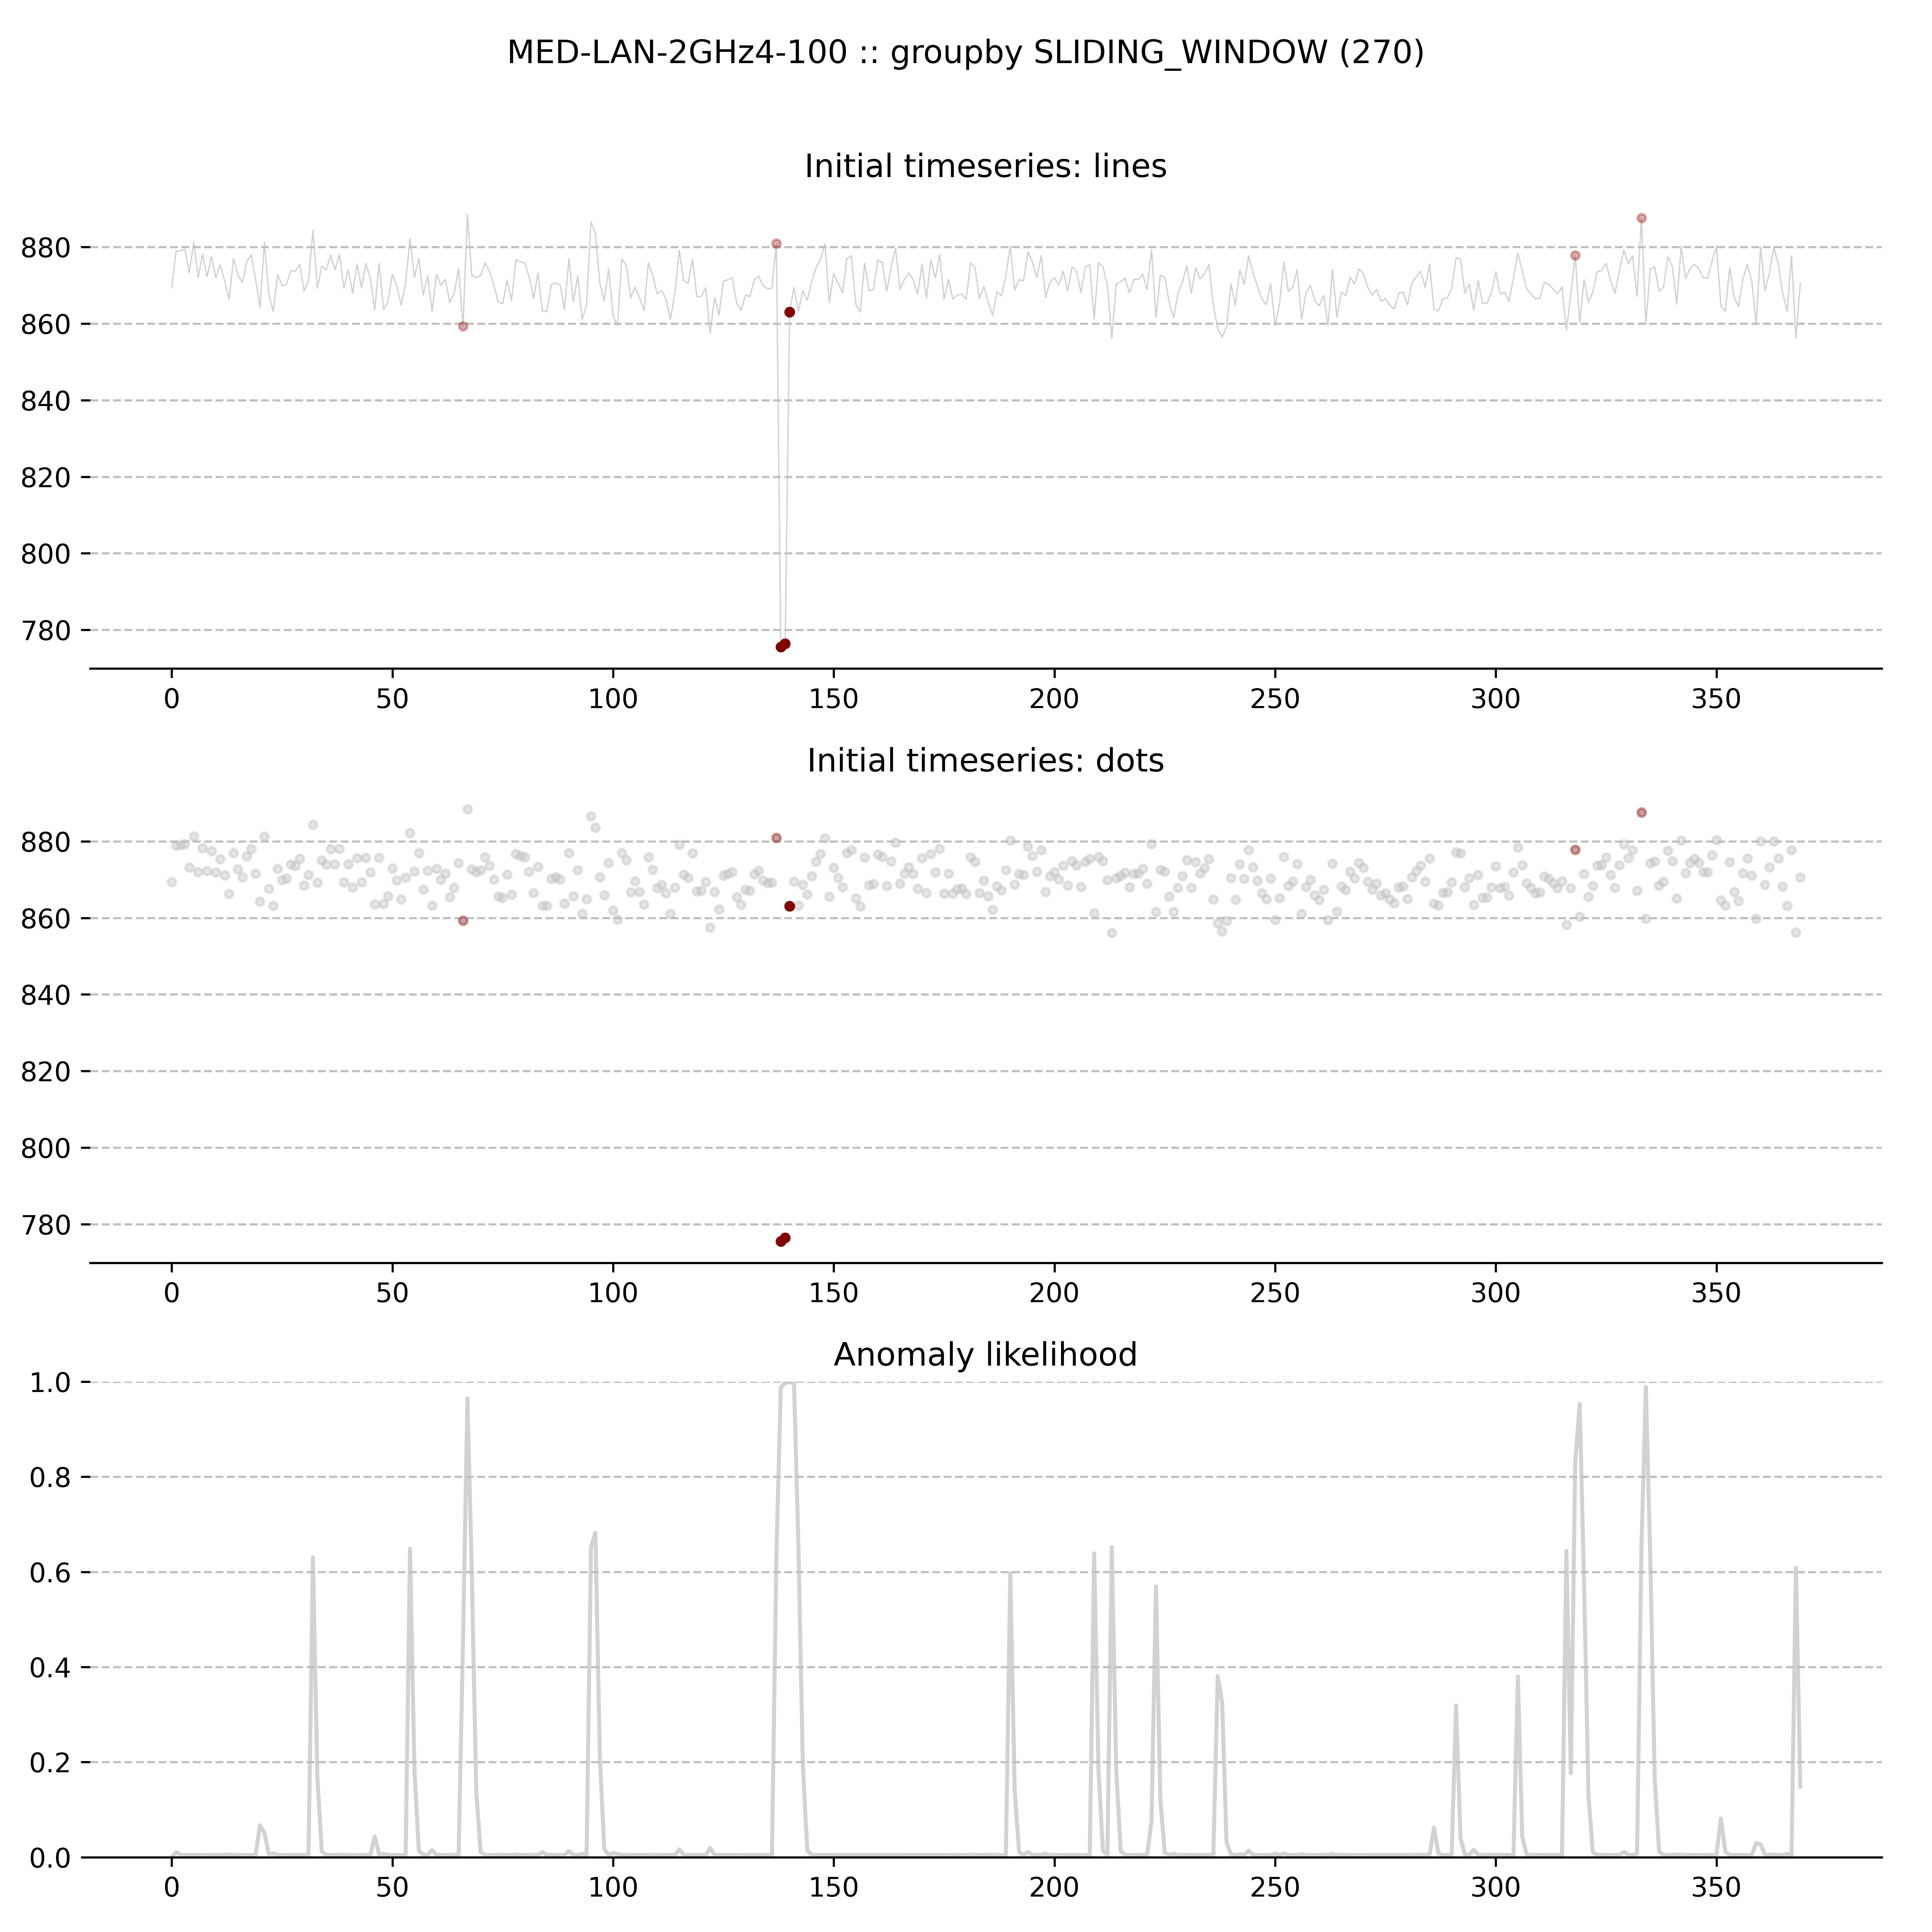 MED-LAN-2GHz4-100 :: groupby SLIDING_WINDOW (270)
Initial timeseries: lines
880
860
840
820
800
780
0 50 100 150 200 250 300 350
Initial timeseries: dots
880
860
840
820
800
780
0 50 100 150 200 250 300 350
Anomaly likelihood
1.0
0.8
0.6
0.4
0.2
0.0
0 50 100 150 200 250 300 350